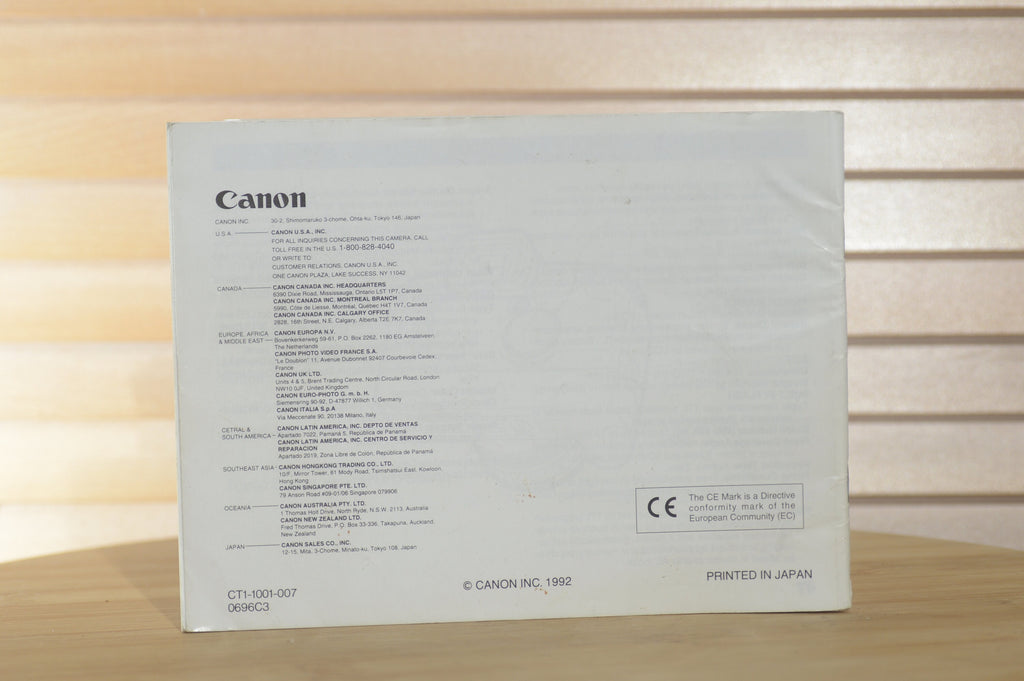 Canon
CANON INC. 30-2, Shimomaruko 3-chome, Ohta-ku, Tokyo 146, Japan
U.S.A. CANON U.S.A., INC.
FOR ALL INQUIRIES CONCERNING THIS CAMERA, CALL
TOLL FREE IN THE U.S. 1-800-828-4040
OR WRITE TO:
CUSTOMER RELATIONS, CANON U.S.A., INC.
ONE CANON PLAZA, LAKE SUCCESS, NY 11042
CANADA CANON CANADA INC. HEADQUARTERS
6390 Dixie Road, Mississauga, Ontario L5T 1P7, Canada
CANON CANADA INC. MONTREAL BRANCH
5990, Côte de Liesse, Montréal, Québec H4T 1V7, Canada
CANON CANADA INC. CALGARY OFFICE
2828, 16th Street, N.E. Calgary, Alberta T2E 7K7, Canada
EUROPE, AFRICA CANON EUROPA N.V.
& MIDDLE EAST Bovenkerkerweg 59-61, P.O. Box 2262, 1180 EG Amstelveen,
The Netherlands
CANON PHOTO VIDEO FRANCE S.A.
"Le Doublon" 11, Avenue Dubonnet 92407 Courbevoie Cedex,
France
CANON UK LTD.
Units 4 & 5, Brent Trading Centre, North Circular Road, London
NW10 0JF, United Kingdom
CANON EURO-PHOTO G. m. b. H.
Siemensring 90-92, D-47877 Willich 1, Germany
CANON ITALIA S.p.A
Via Meccenate 90, 20138 Milano, Italy
CETRAL & CANON LATIN AMERICA, INC. DEPTO DE VENTAS
SOUTH AMERICA Apartado 7022, Panamá 5, República de Panamá
CANON LATIN AMERICA, INC. CENTRO DE SERVICIO Y
REPARACION
Apartado 2019, Zona Libre de Colón, República de Panamá
SOUTHEAST ASIA CANON HONGKONG TRADING CO., LTD.
10/F, Mirror Tower, 61 Mody Road, Tsimshatsui East, Kowloon,
Hong Kong
CANON SINGAPORE PTE. LTD.
79 Anson Road #09-01/06 Singapore 079906
OCEANIA CANON AUSTRALIA PTY. LTD.
1 Thomas Holt Drive, North Ryde, N.S.W. 2113, Australia
CANON NEW ZEALAND LTD.
Fred Thomas Drive, P.O. Box 33-336, Takapuna, Auckland,
New Zealand
JAPAN CANON SALES CO., INC.
12-15, Mita, 3-Chome, Minato-ku, Tokyo 108, Japan
CE The CE Mark is a Directive
conformity mark of the
European Community (EC)
CT1-1001-007
0696C3
© CANON INC. 1992
PRINTED IN JAPAN